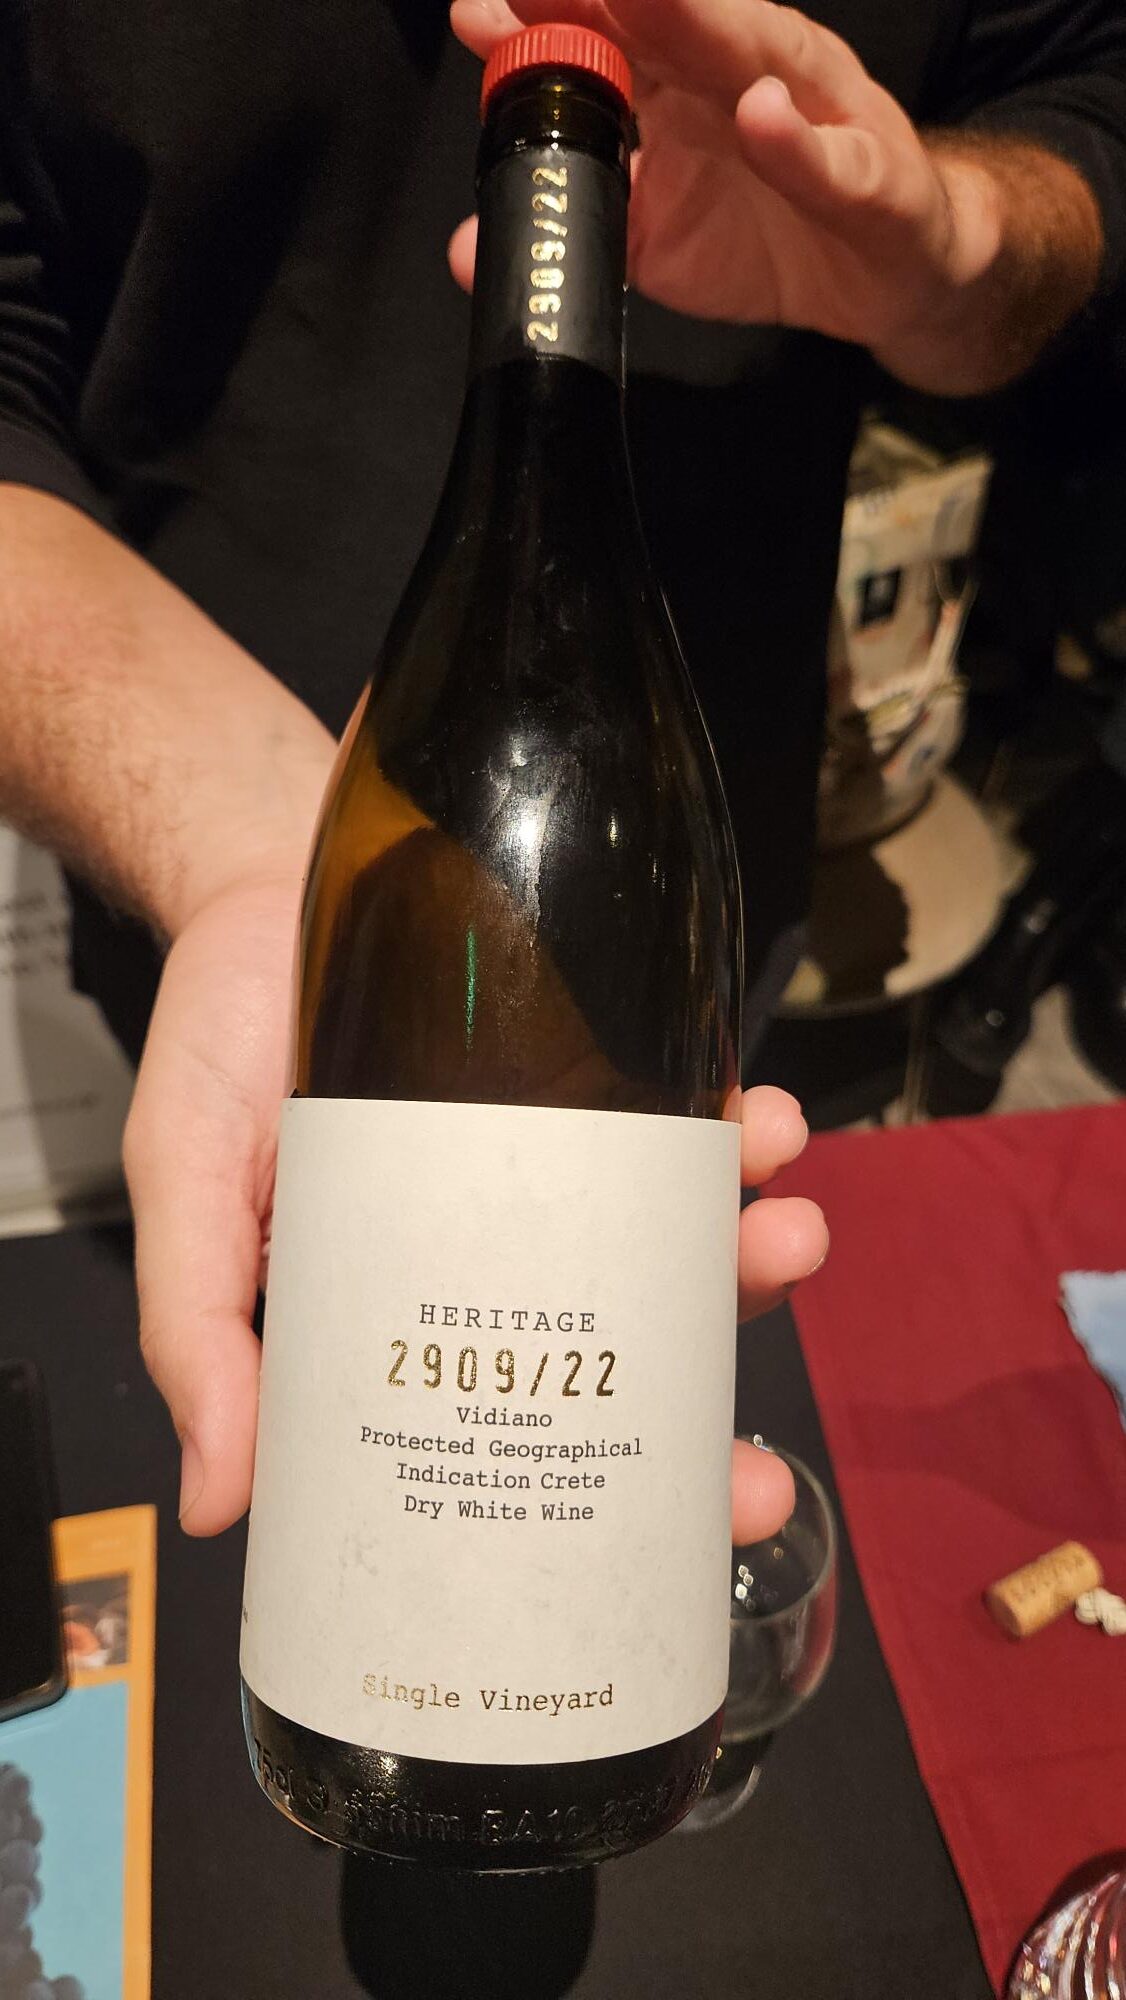 2909/22
HERITAGE
2909/22
Vidiano
Protected Geographical
Indication Crete
Dry White Wine
Single Vineyard